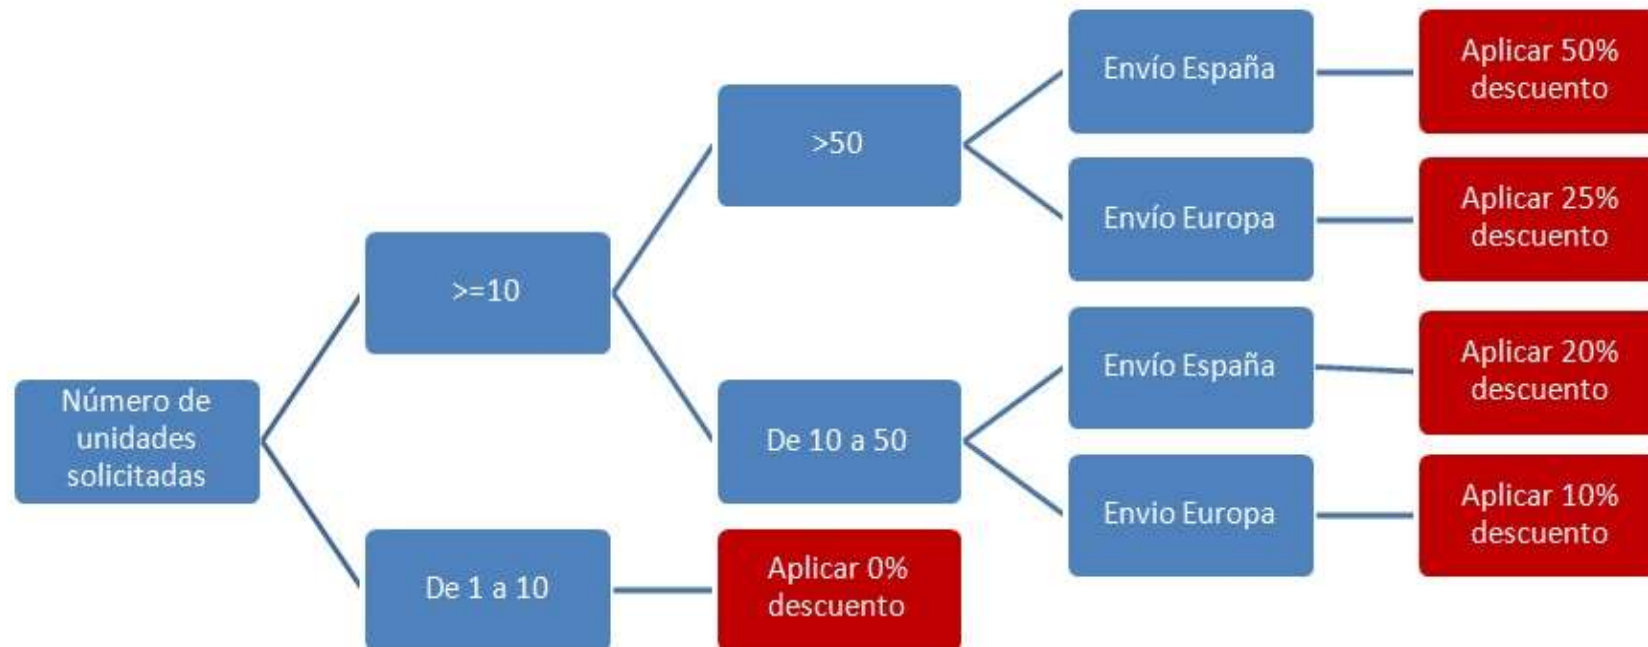 Número de
unidades
solicitadas
>=10
De 1 a 10
>50
De 10 a 50
Aplicar 0%
descuento
Envío España
Envío Europa
Envío España
Envio Europa
Aplicar 50%
descuento
Aplicar 25%
descuento
Aplicar 20%
descuento
Aplicar 10%
descuento